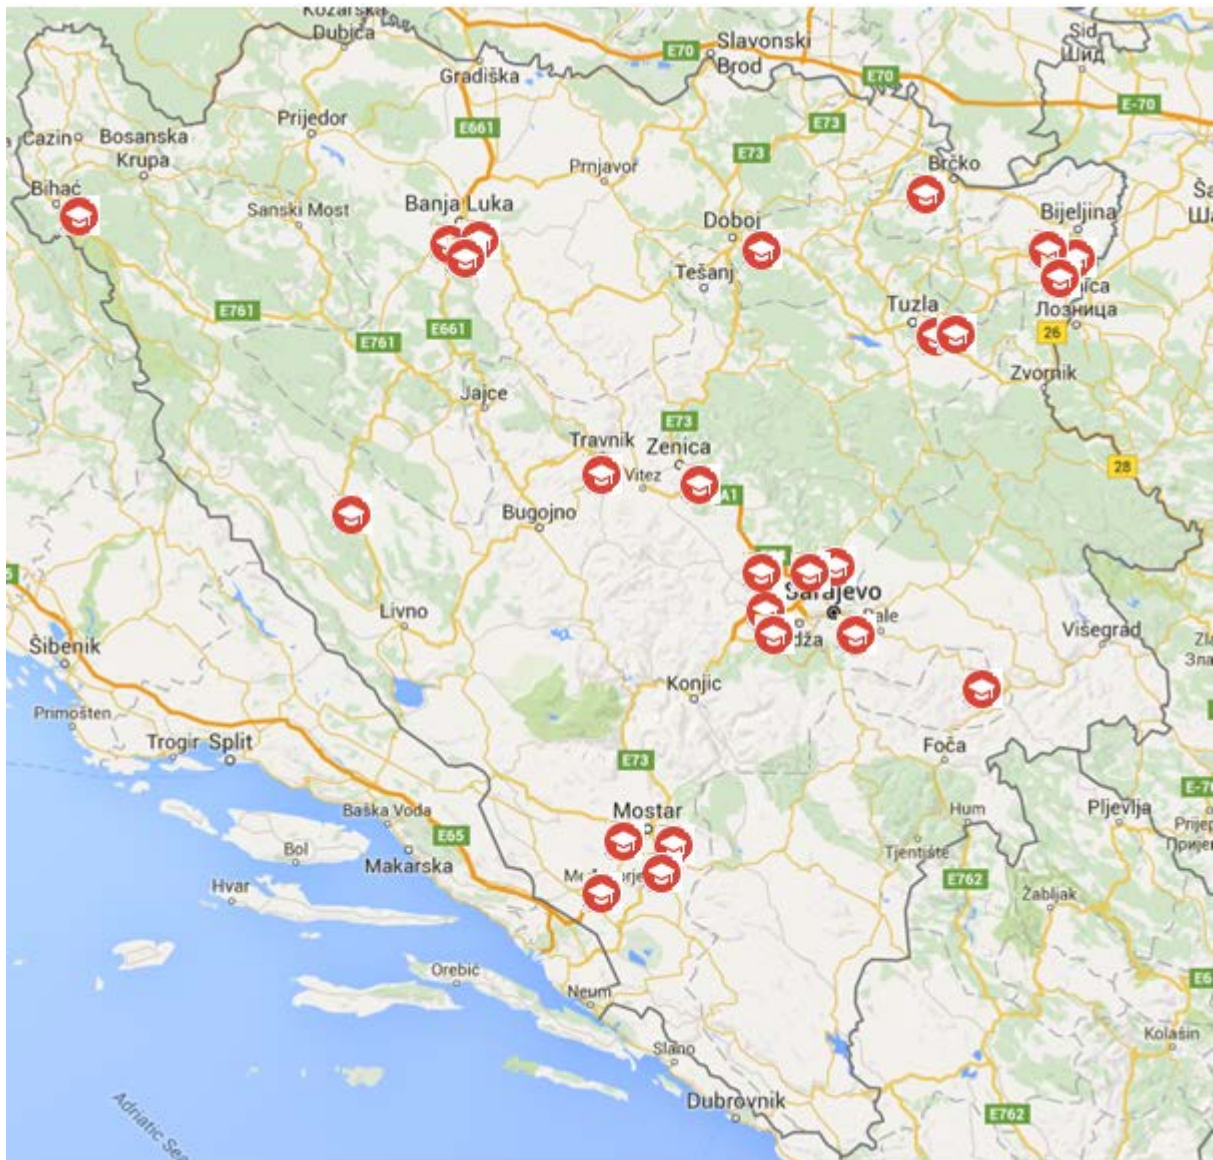 Kozarska
Dubica
Slavonski
Brod
Šid
Шид
E70
E70
E-70
Gradiška
Prijedor
E661
E73
E73
Cazin
Bosanska
Krupa
Prnjavor
Brčko
Bihać
Sanski Most
Banja Luka
Doboj
Bijeljina
Tešanj
Tuzla
Лозница
E761
E661
E761
26
Zvornik
Jajce
E73
Travnik
Zenica
Vitez
28
A1
Bugojno
Sarajevo
Livno
Višegrad
Šibenik
Konjic
Primošten
Trogir
Split
Foča
E73
Baška Voda
Mostar
Hum
Pljevlja
Bol
E65
Makarska
Tjentište
Hvar
E762
Žabljak
Orebić
Neum
Slano
Kolašin
Dubrovnik
E762
Adriatic Sea